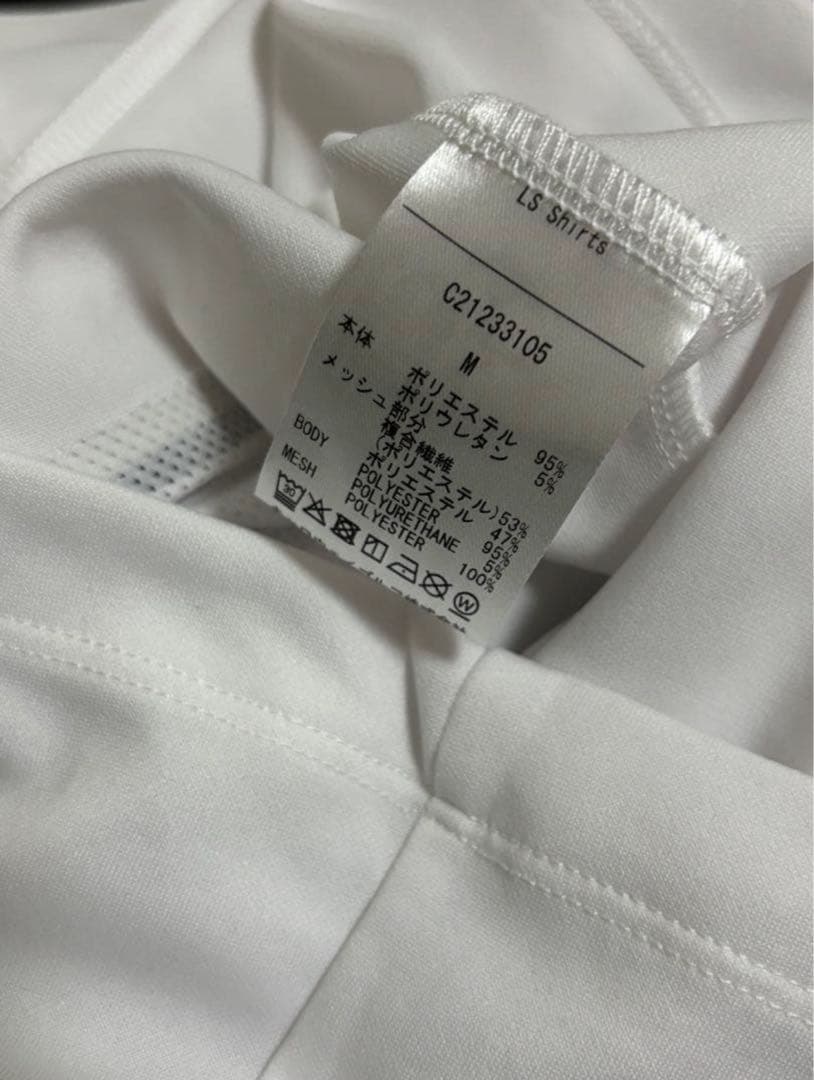 LS Shirts
C21233105
M
本体
ポリエステル 95%
ポリウレタン 5%
メッシュ部分
複合繊維
(ポリエステル)53%
ポリエステル 47%
BODY POLYESTER 95%
POLYURETHANE 5%
MESH POLYESTER 100%
30
W